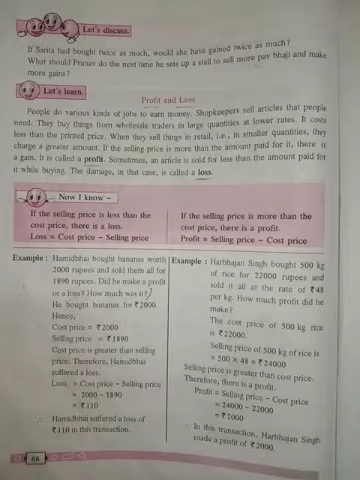 Let's discuss.
If Sarita had bought twice as much, would she have gained twice as much?
What should Pranav do the next time he sets up a stall to sell more pav bhaji and make
more gains?
Let's learn.
Profit and Loss
People do various kinds of jobs to earn money. Shopkeepers sell articles that people
need. They buy things from wholesale traders in large quantities at lower rates. It costs
less than the printed price. When they sell things in retail, i.e., in smaller quantities, they
charge a greater amount. If the selling price is more than the amount paid for it, there is
a gain. It is called a profit. Sometimes, an article is sold for less than the amount paid for
it while buying. The damage, in that case, is called a loss.
Now I know -
If the selling price is less than the
cost price, there is a loss.
Loss = Cost price - Selling price
If the selling price is more than the
cost price, there is a profit.
Profit = Selling price - Cost price
Example : Hamidbhai bought bananas worth
2000 rupees and sold them all for
1890 rupees. Did he make a profit
or a loss? How much was it?
He bought bananas for ₹2000.
Hence,
Cost price = ₹2000
Selling price = ₹1890
Cost price is greater than selling
price. Therefore, Hamidbhai
suffered a loss.
Loss = Cost price - Selling price
= 2000 - 1890
= ₹110
∴ Hamidbhai suffered a loss of
₹110 in this transaction.
Example : Harbhajan Singh bought 500 kg
of rice for 22000 rupees and
sold it all at the rate of ₹48
per kg. How much profit did he
make?
The cost price of 500 kg rice
is ₹22000.
Selling price of 500 kg of rice is
= 500 × 48 = ₹24000
Selling price is greater than cost price.
Therefore, there is a profit.
Profit = Selling price - Cost price
= 24000 - 22000
= ₹2000
∴ In this transaction, Harbhajan Singh
made a profit of ₹2000.
66